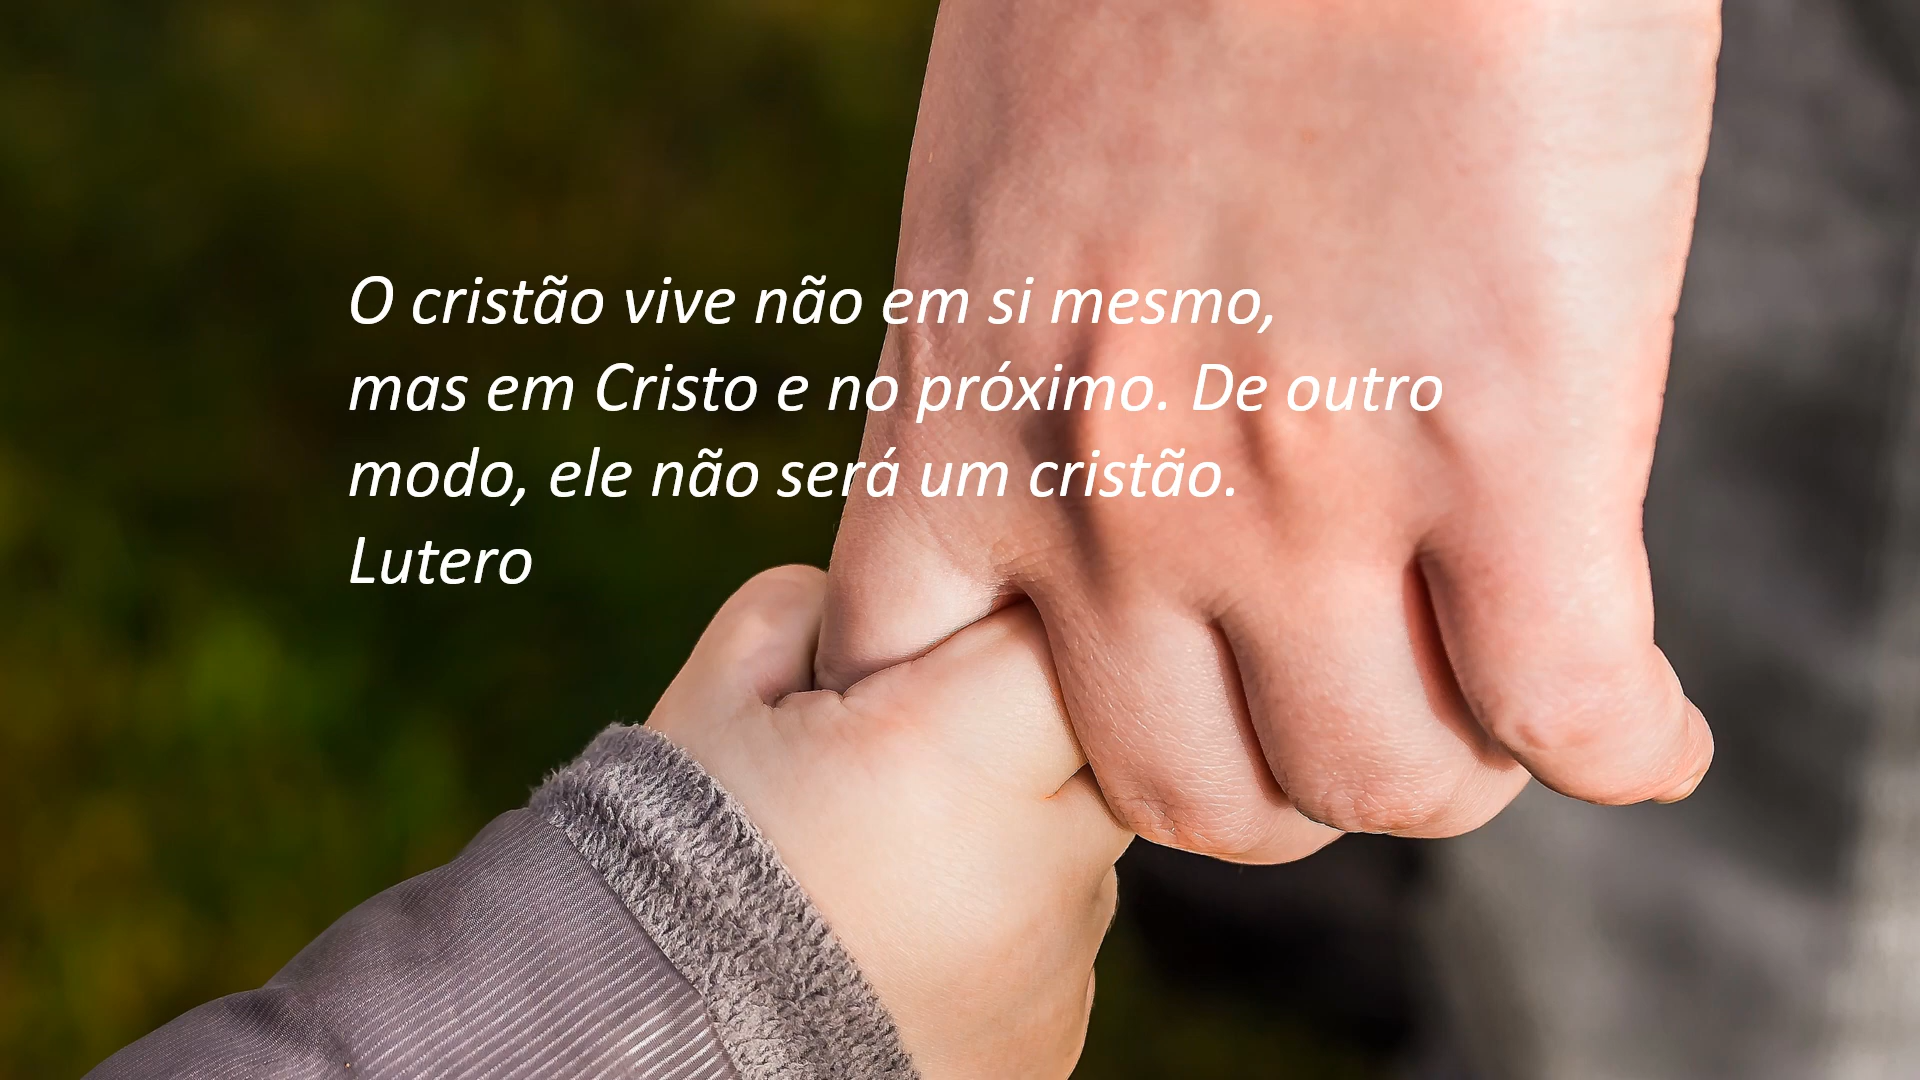 O cristão vive não em si mesmo,
mas em Cristo e no próximo. De outro
modo, ele não será um cristão.
Lutero